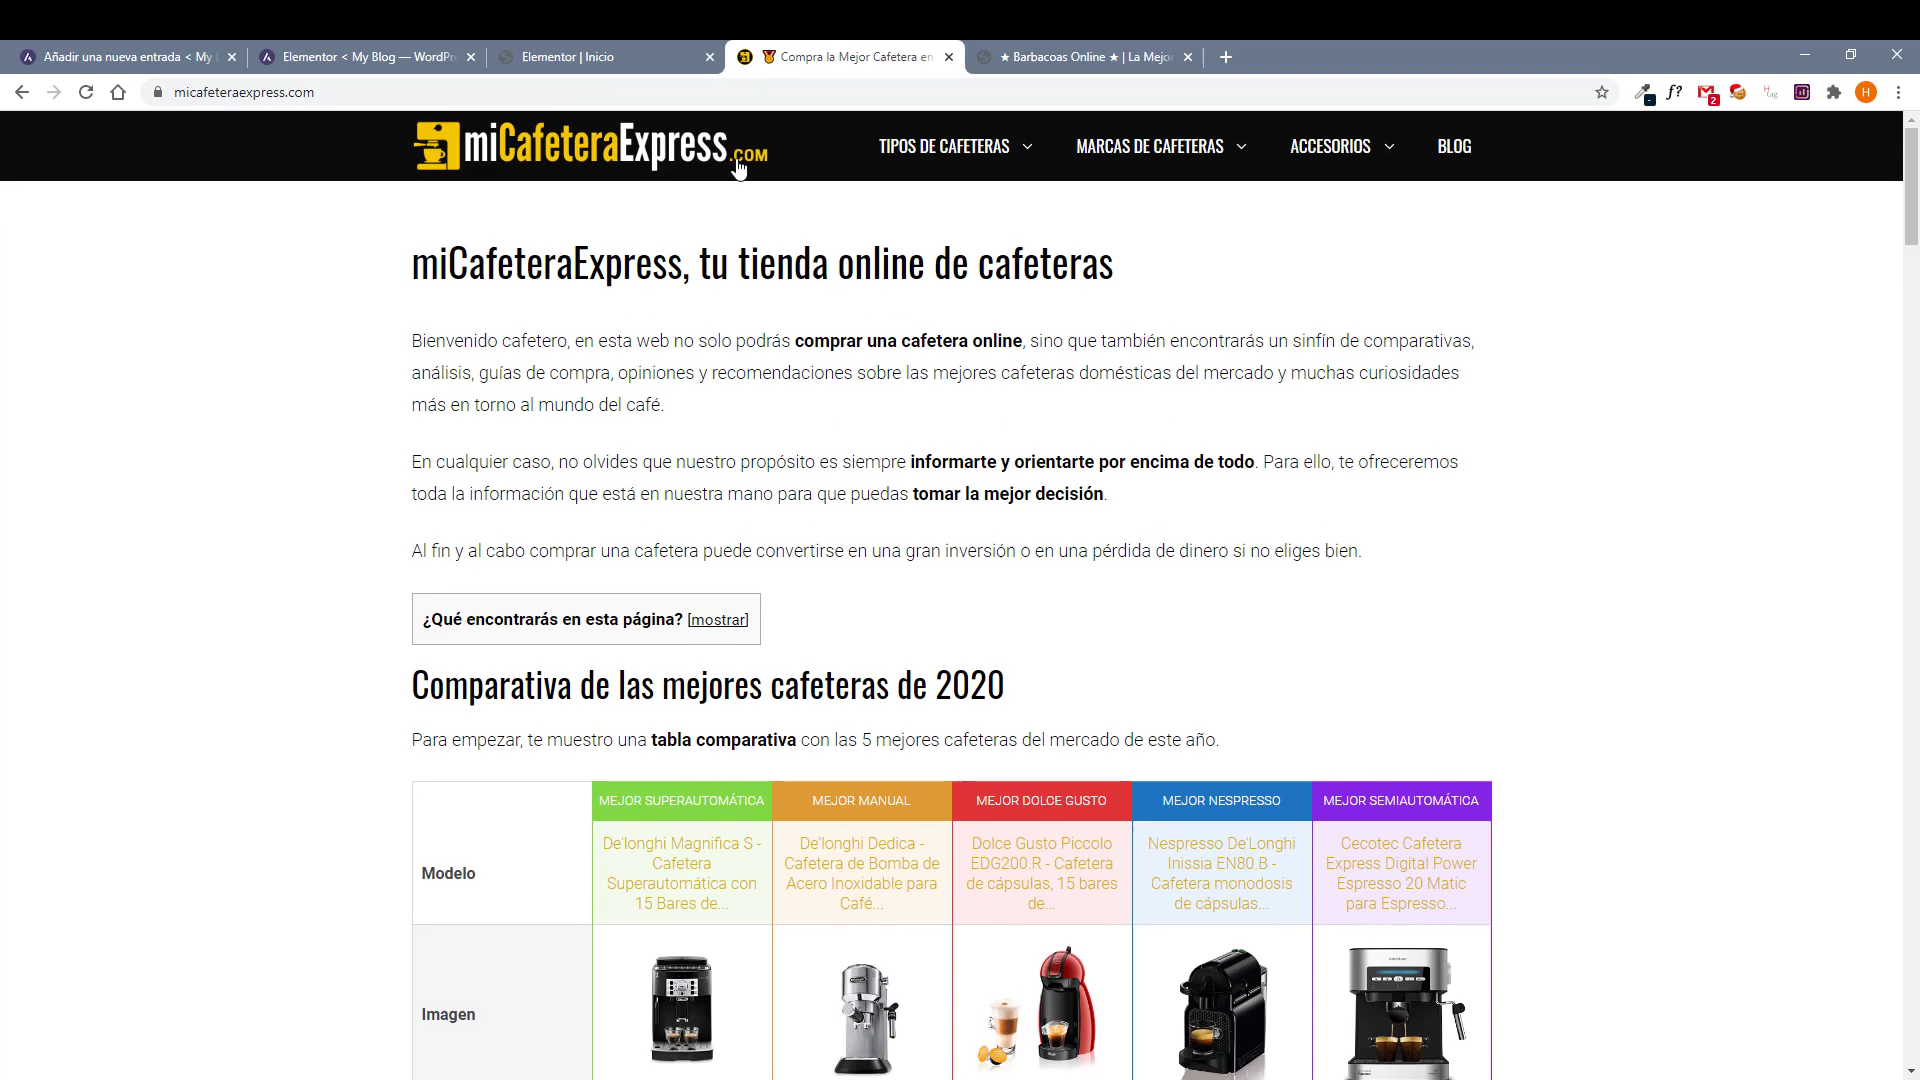 Añadir una nueva entrada < My
Elementor < My Blog — WordPre
Elementor | Inicio
Compra la Mejor Cafetera en
★ Barbacoas Online ★ | La Mejor
micafeteraexpress.com
f?
2
H
tag
H
miCafeteraExpress.COM
TIPOS DE CAFETERAS
MARCAS DE CAFETERAS
ACCESORIOS
BLOG
miCafeteraExpress, tu tienda online de cafeteras
Bienvenido cafetero, en esta web no solo podrás comprar una cafetera online, sino que también encontrarás un sinfín de comparativas,
análisis, guías de compra, opiniones y recomendaciones sobre las mejores cafeteras domésticas del mercado y muchas curiosidades
más en torno al mundo del café.
En cualquier caso, no olvides que nuestro propósito es siempre informarte y orientarte por encima de todo. Para ello, te ofreceremos
toda la información que está en nuestra mano para que puedas tomar la mejor decisión.
Al fin y al cabo comprar una cafetera puede convertirse en una gran inversión o en una pérdida de dinero si no eliges bien.
¿Qué encontrarás en esta página? [mostrar]
Comparativa de las mejores cafeteras de 2020
Para empezar, te muestro una tabla comparativa con las 5 mejores cafeteras del mercado de este año.
MEJOR SUPERAUTOMÁTICA
MEJOR MANUAL
MEJOR DOLCE GUSTO
MEJOR NESPRESSO
MEJOR SEMIAUTOMÁTICA
Modelo
De'longhi Magnifica S -
Cafetera
Superautomática con
15 Bares de...
De'longhi Dedica -
Cafetera de Bomba de
Acero Inoxidable para
Café...
Dolce Gusto Piccolo
EDG200.R - Cafetera
de cápsulas, 15 bares
de...
Nespresso De'Longhi
Inissia EN80.B -
Cafetera monodosis
de cápsulas...
Cecotec Cafetera
Express Digital Power
Espresso 20 Matic
para Espresso...
Imagen